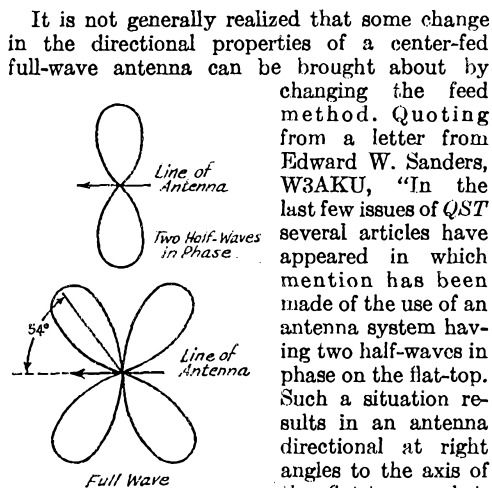 It is not generally realized that some change
in the directional properties of a center-fed
full-wave antenna can be brought about by
changing the feed
method. Quoting
from a letter from
Edward W. Sanders,
W3AKU, “In the
last few issues of QST
several articles have
appeared in which
mention has been
made of the use of an
antenna system hav-
ing two half-waves in
phase on the flat-top.
Such a situation re-
sults in an antenna
directional at right
angles to the axis of
Line of
Antenna
Two Half-Waves
in Phase
54°
Line of
Antenna
Full Wave